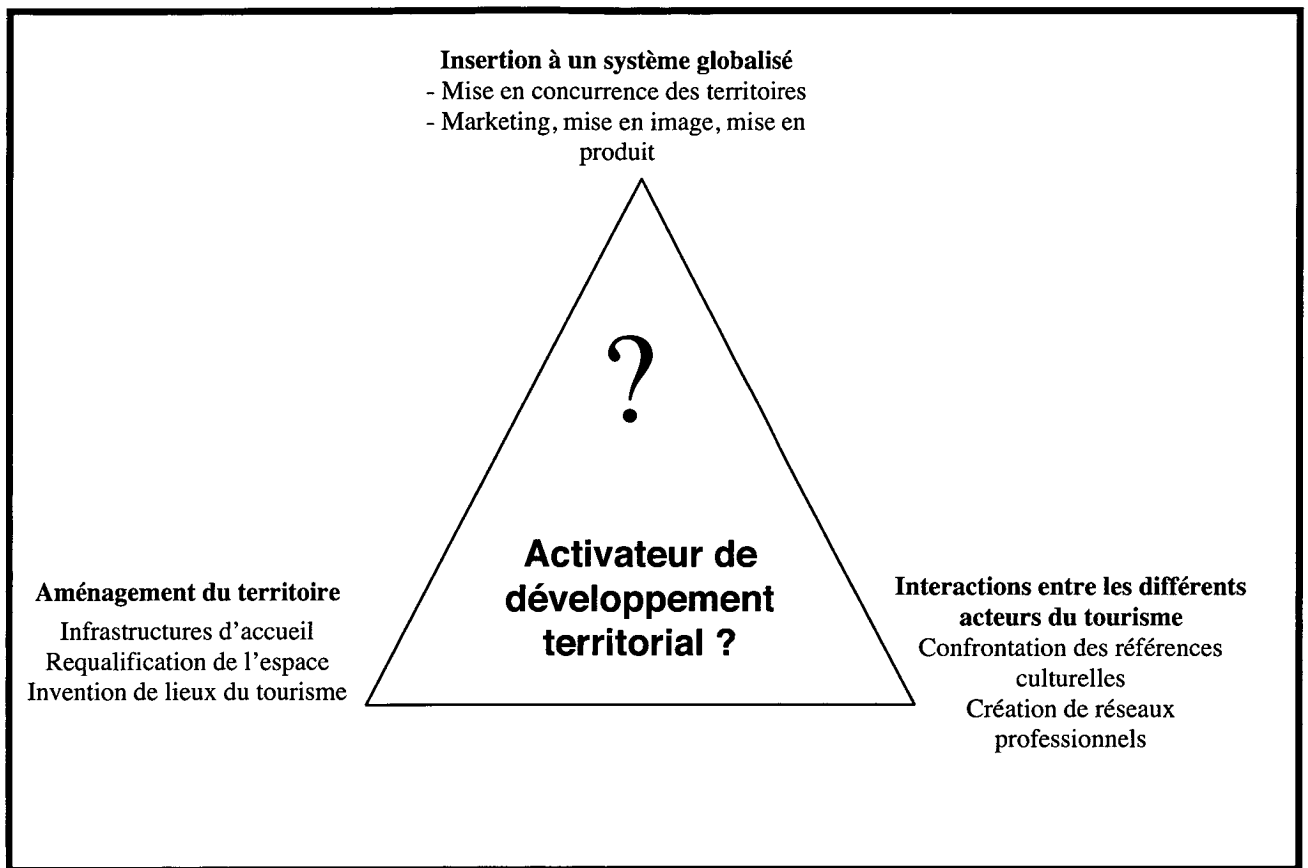 Insertion à un système globalisé
- Mise en concurrence des territoires
- Marketing, mise en image, mise en
produit
?
Activateur de
développement
territorial ?
Aménagement du territoire
Infrastructures d'accueil
Requalification de l'espace
Invention de lieux du tourisme
Interactions entre les différents
acteurs du tourisme
Confrontation des références
culturelles
Création de réseaux
professionnels